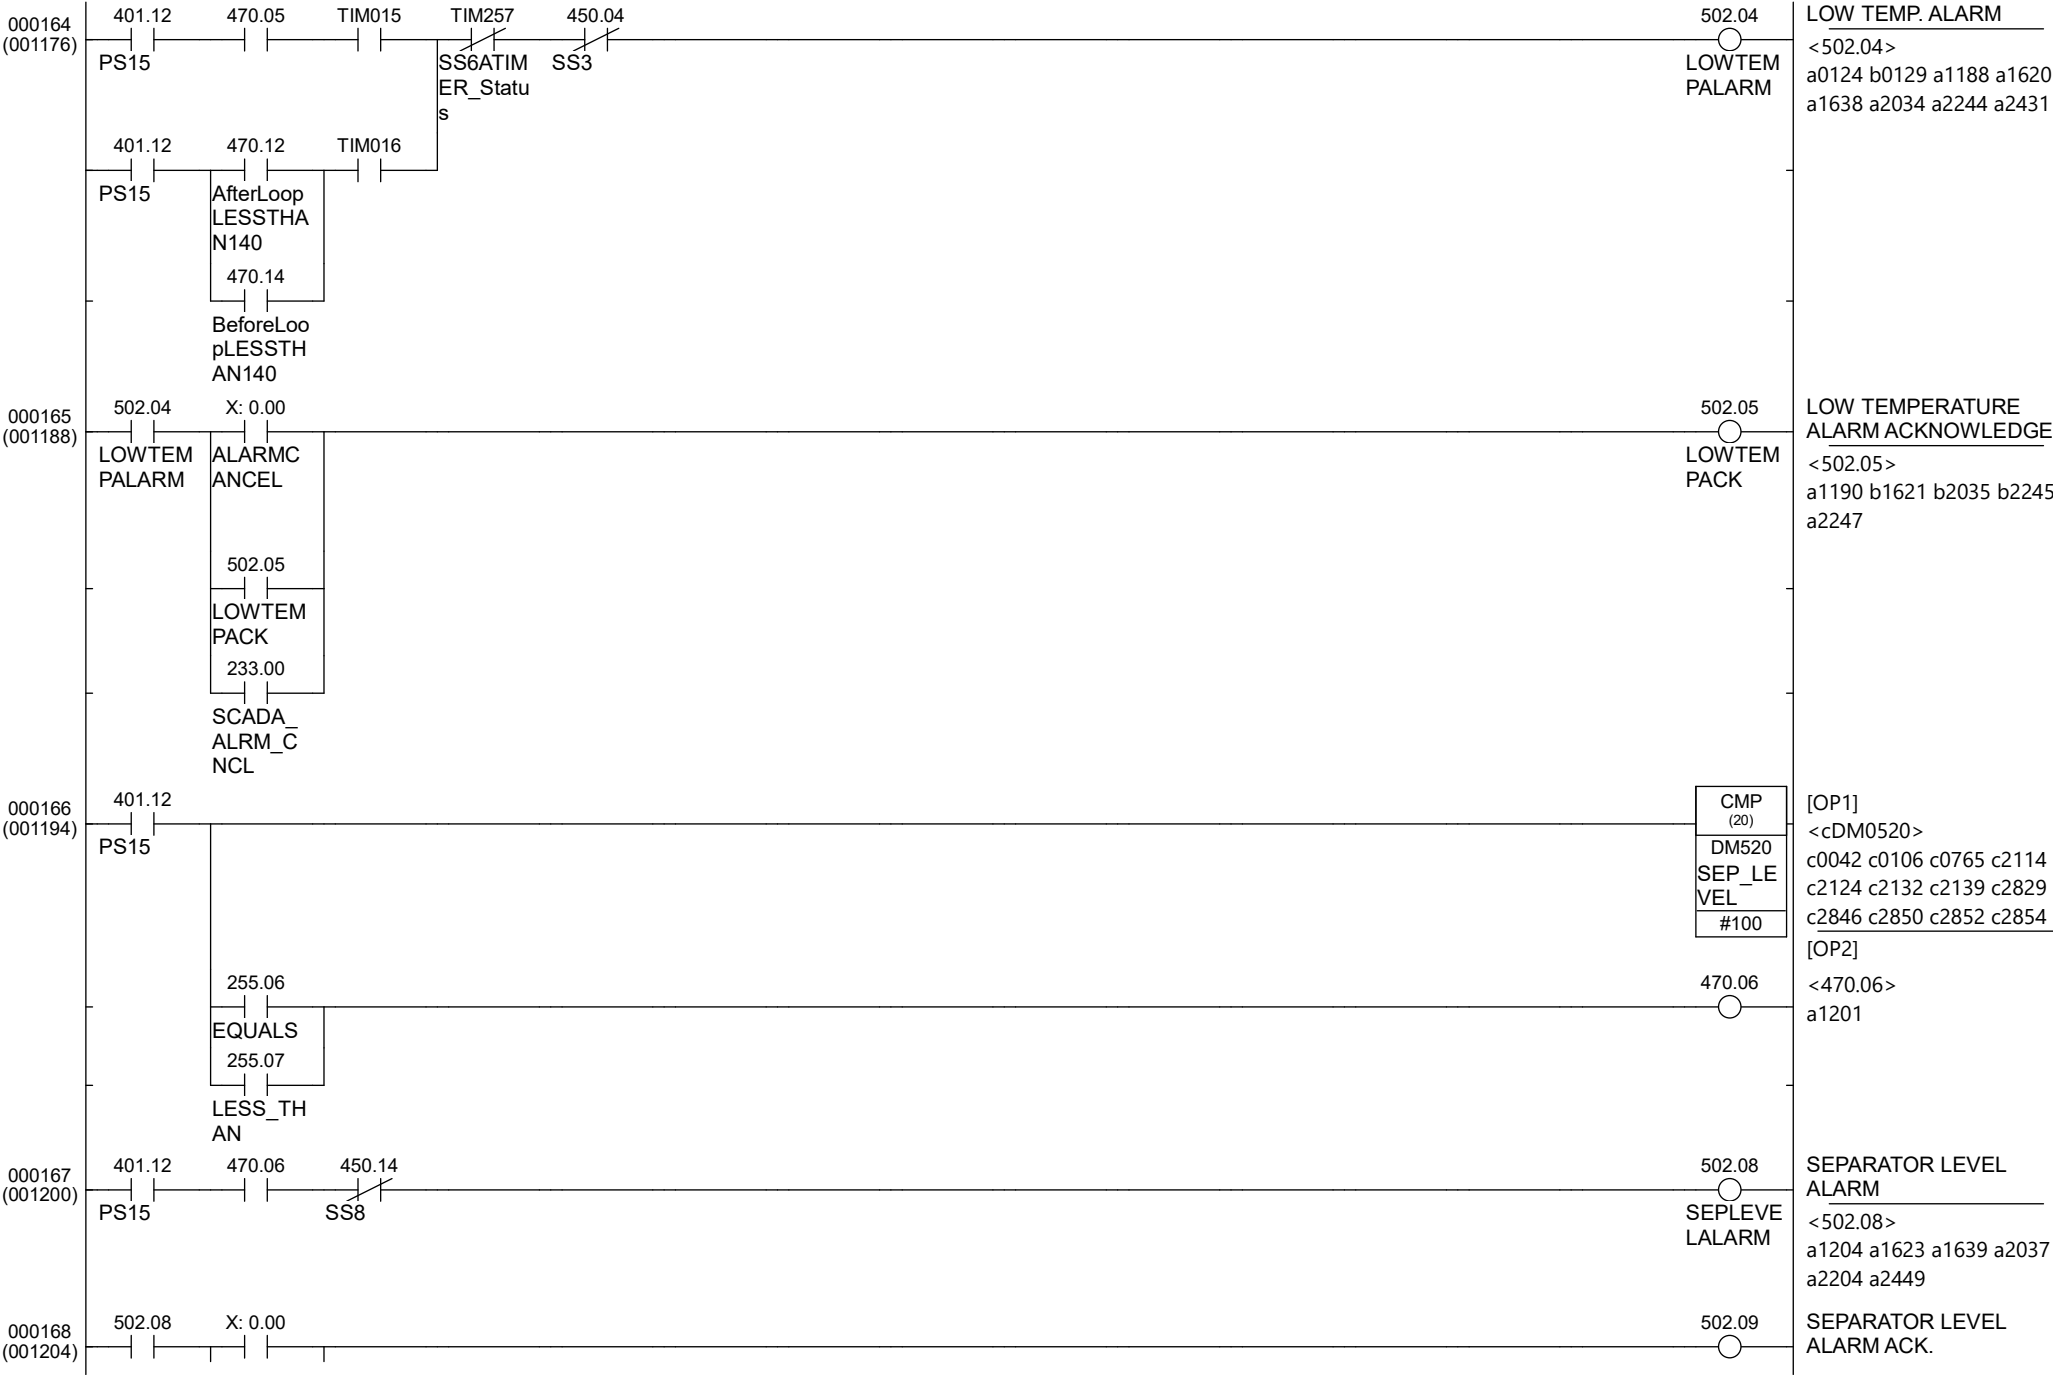 000164
(001176)
401.12 470.05 TIM015 TIM257 450.04 502.04
PS15 SS6ATIM SS3 LOWTEM
ER_Statu PALARM
s
LOW TEMP. ALARM
<502.04>
a0124 b0129 a1188 a1620
a1638 a2034 a2244 a2431
401.12 470.12 TIM016
PS15 AfterLoop
LESSTHA
N140
470.14
BeforeLoo
pLESSTH
AN140
000165
(001188)
502.04 X: 0.00 502.05
LOWTEM ALARMC LOWTEM
PALARM ANCEL PACK
LOW TEMPERATURE
ALARM ACKNOWLEDGE
<502.05>
a1190 b1621 b2035 b2245
a2247
502.05
LOWTEM
PACK
233.00
SCADA_
ALRM_C
NCL
000166
(001194)
401.12
PS15
CMP
(20)
DM520
SEP_LE
VEL
#100
[OP1]
<cDM0520>
c0042 c0106 c0765 c2114
c2124 c2132 c2139 c2829
c2846 c2850 c2852 c2854
[OP2]
255.06 470.06
EQUALS
<470.06>
a1201
255.07
LESS_TH
AN
000167
(001200)
401.12 470.06 450.14 502.08
PS15 SS8 SEPLEVE
LALARM
SEPARATOR LEVEL
ALARM
<502.08>
a1204 a1623 a1639 a2037
a2204 a2449
000168
(001204)
502.08 X: 0.00 502.09
SEPARATOR LEVEL
ALARM ACK.